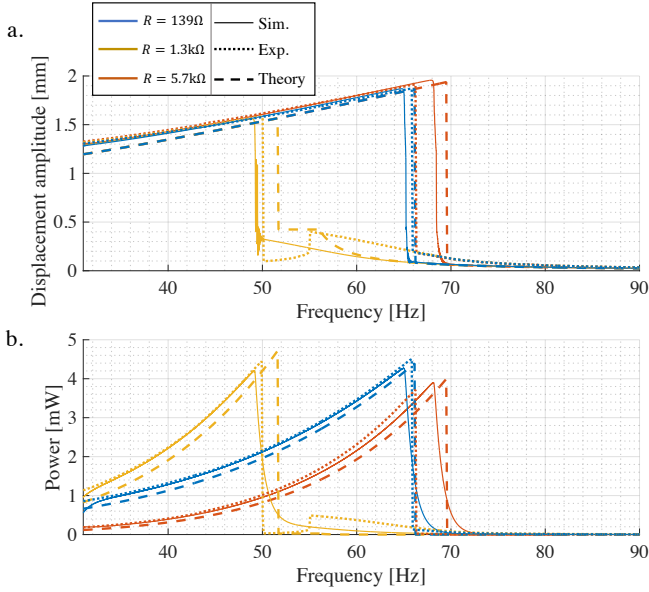 a.
R = 139Ω Sim.
R = 1.3kΩ Exp.
R = 5.7kΩ Theory
Displacement amplitude [mm]
2
1.5
1
0.5
0
40 50 60 70 80 90
Frequency [Hz]
b.
Power [mW]
5
4
3
2
1
0
40 50 60 70 80 90
Frequency [Hz]